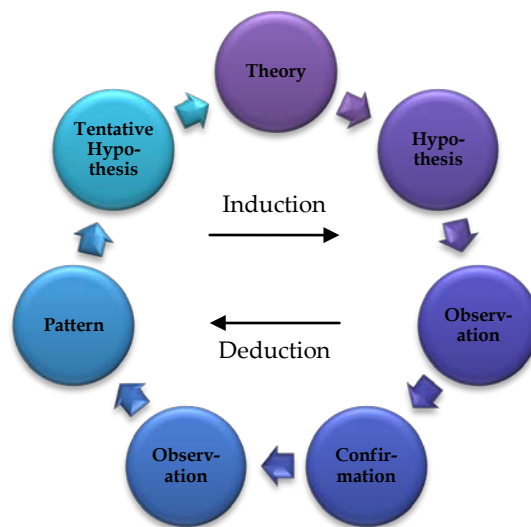 Theory
Tentative
Hypo-
thesis
Hypo-
thesis
Induction
Pattern
Observ-
ation
Deduction
Observ-
ation
Confir-
mation